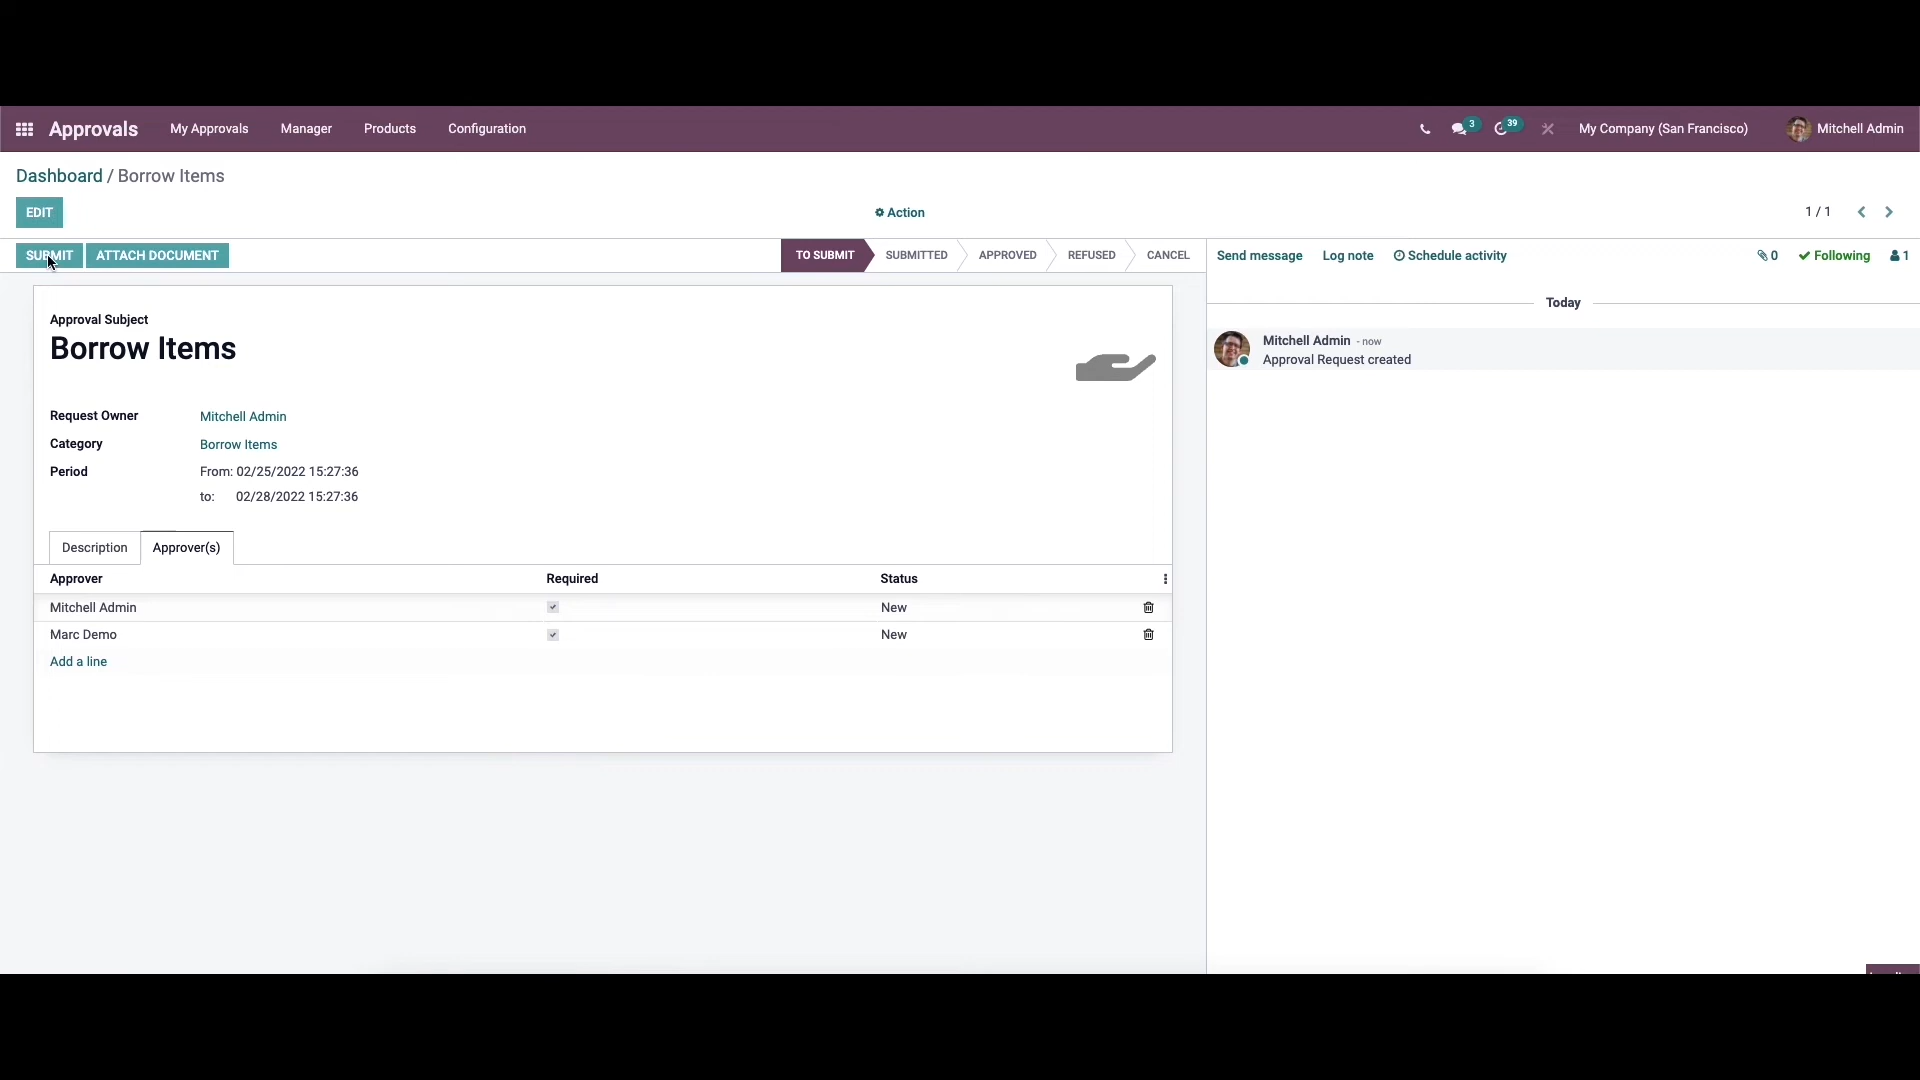 Approvals My Approvals Manager Products Configuration 3 39 My Company (San Francisco) Mitchell Admin
Dashboard / Borrow Items
EDIT Action 1 / 1
SUBMIT ATTACH DOCUMENT TO SUBMIT SUBMITTED APPROVED REFUSED CANCEL Send message Log note Schedule activity 0 Following 1
Today
Approval Subject
Borrow Items
Mitchell Admin - now
Approval Request created
Request Owner Mitchell Admin
Category Borrow Items
Period From: 02/25/2022 15:27:36
to: 02/28/2022 15:27:36
Description Approver(s)
Approver Required Status
Mitchell Admin New
Marc Demo New
Add a line